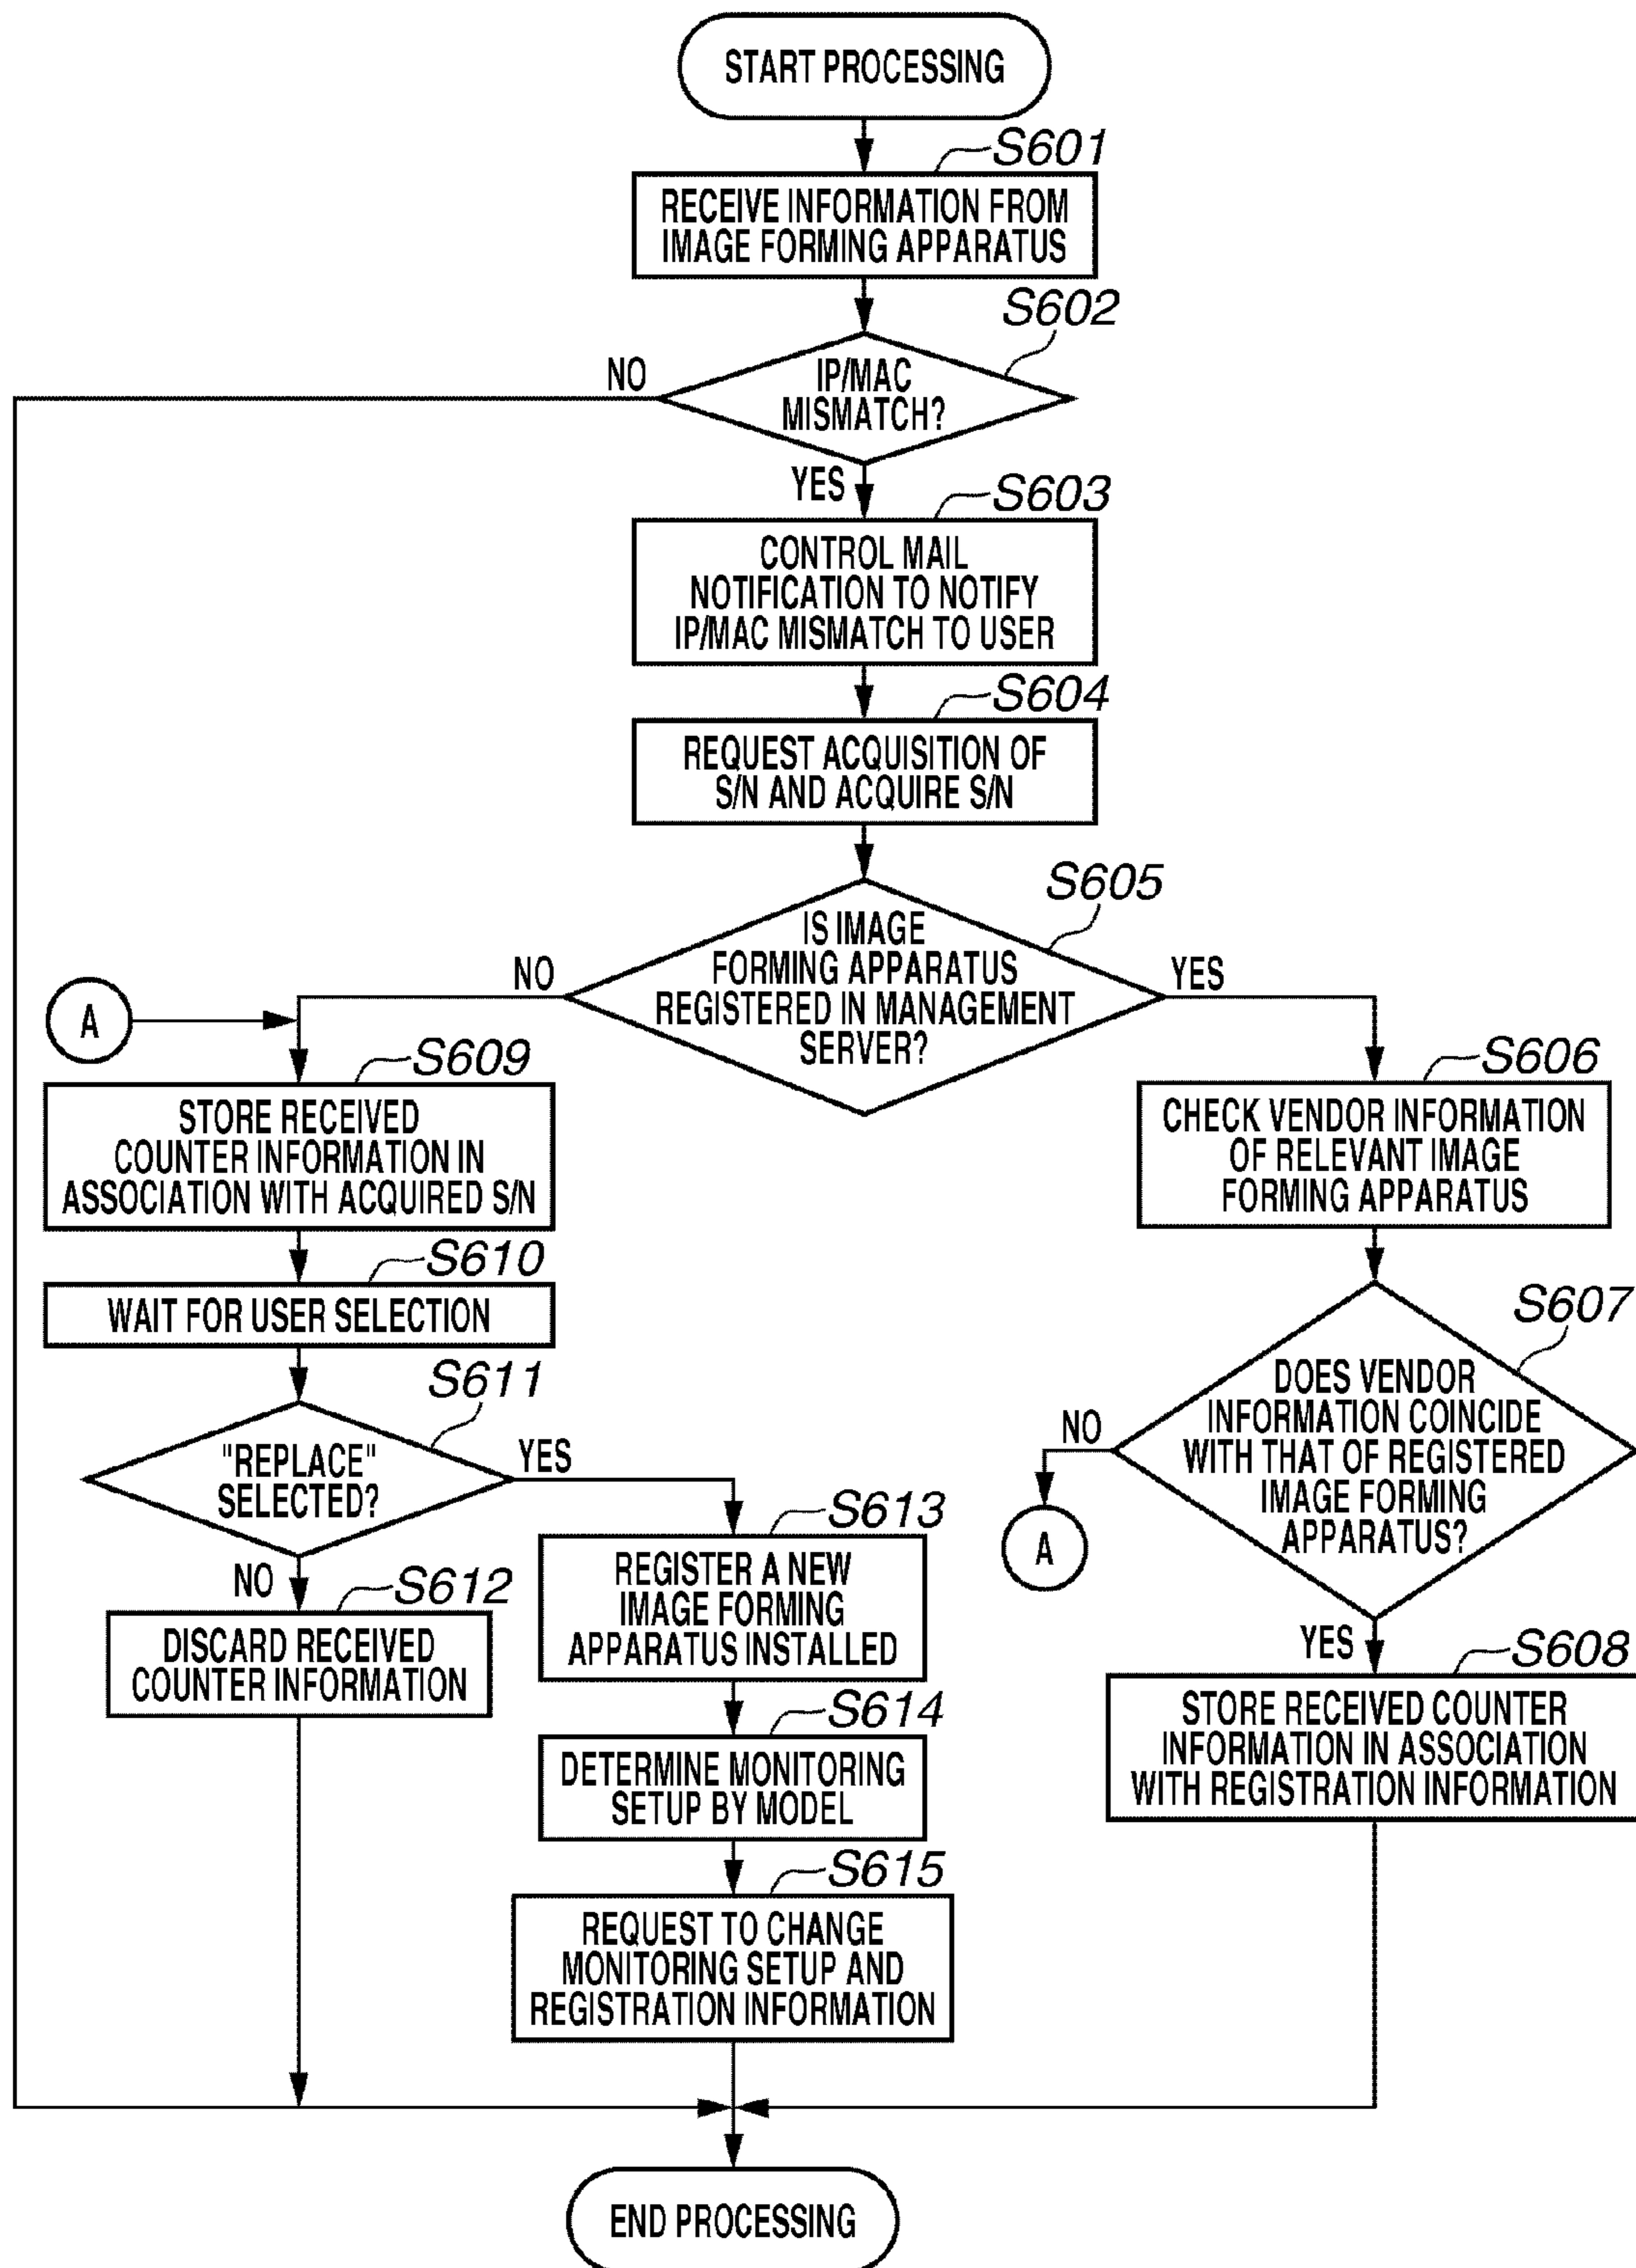 START PROCESSING
S601
RECEIVE INFORMATION FROM
IMAGE FORMING APPARATUS
S602
IP/MAC
MISMATCH?
NO
YES
S603
CONTROL MAIL
NOTIFICATION TO NOTIFY
IP/MAC MISMATCH TO USER
S604
REQUEST ACQUISITION OF
S/N AND ACQUIRE S/N
S605
IS IMAGE
FORMING APPARATUS
REGISTERED IN MANAGEMENT
SERVER?
NO
YES
A
S609
STORE RECEIVED
COUNTER INFORMATION IN
ASSOCIATION WITH ACQUIRED S/N
S606
CHECK VENDOR INFORMATION
OF RELEVANT IMAGE
FORMING APPARATUS
S610
WAIT FOR USER SELECTION
S607
DOES VENDOR
INFORMATION COINCIDE
WITH THAT OF REGISTERED
IMAGE FORMING
APPARATUS?
NO
A
YES
S611
"REPLACE"
SELECTED?
YES
NO
S612
DISCARD RECEIVED
COUNTER INFORMATION
S613
REGISTER A NEW
IMAGE FORMING
APPARATUS INSTALLED
S608
STORE RECEIVED COUNTER
INFORMATION IN ASSOCIATION
WITH REGISTRATION INFORMATION
S614
DETERMINE MONITORING
SETUP BY MODEL
S615
REQUEST TO CHANGE
MONITORING SETUP AND
REGISTRATION INFORMATION
END PROCESSING